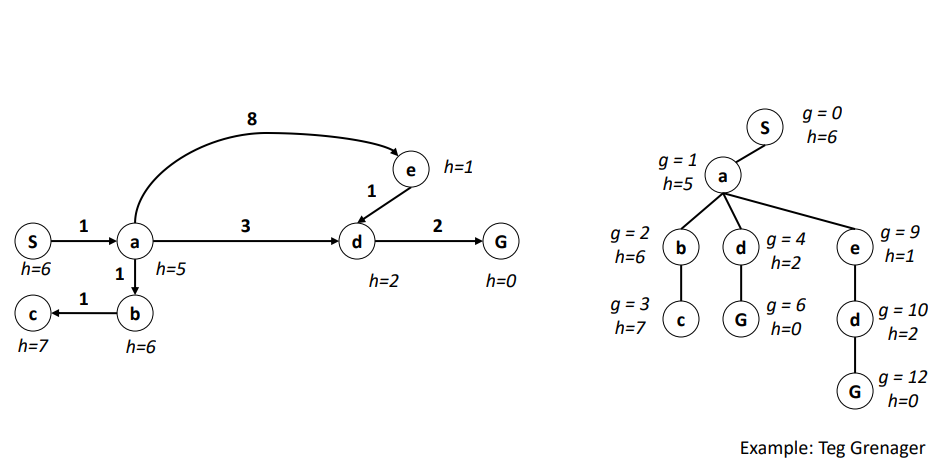 8
e
h=1
1
S
1
a
3
d
2
G
h=6
1
h=5
h=2
h=0
c
1
b
h=7
h=6
S
g = 0
h=6
g = 1
h=5
a
g = 2
h=6
b
d
g = 4
h=2
e
g = 9
h=1
g = 3
h=7
c
G
g = 6
h=0
d
g = 10
h=2
G
g = 12
h=0
Example: Teg Grenager